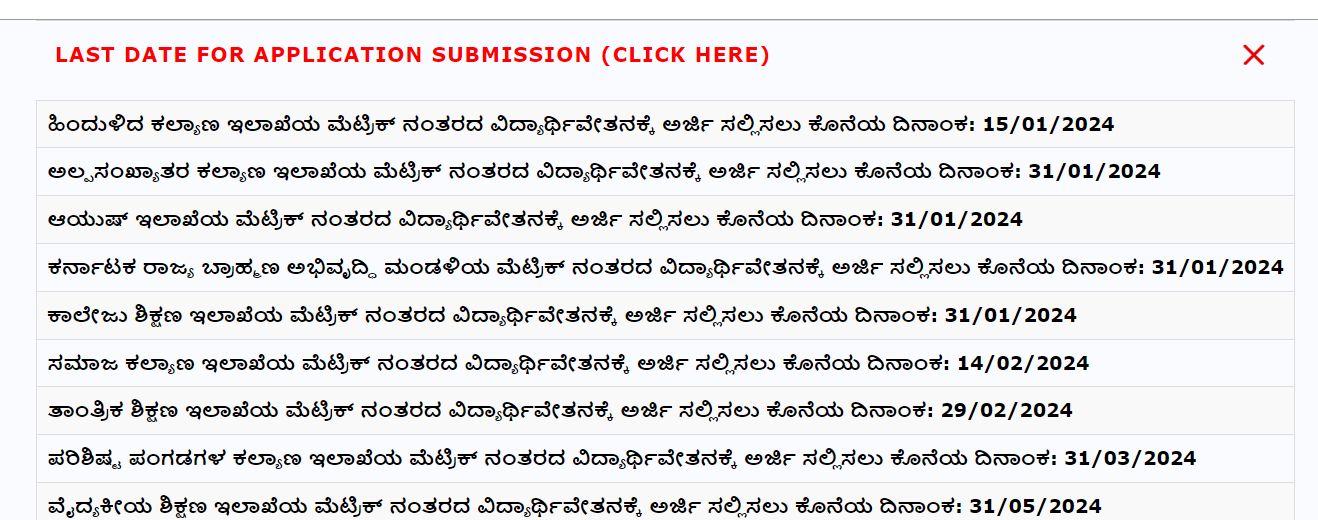 LAST DATE FOR APPLICATION SUBMISSION (CLICK HERE)
ಹಿಂದುಳಿದ ಕಲ್ಯಾಣ ಇಲಾಖೆಯ ಮೆಟ್ರಿಕ್ ನಂತರದ ವಿದ್ಯಾರ್ಥಿವೇತನಕ್ಕೆ ಅರ್ಜಿ ಸಲ್ಲಿಸಲು ಕೊನೆಯ ದಿನಾಂಕ: 15/01/2024
ಅಲ್ಪಸಂಖ್ಯಾತರ ಕಲ್ಯಾಣ ಇಲಾಖೆಯ ಮೆಟ್ರಿಕ್ ನಂತರದ ವಿದ್ಯಾರ್ಥಿವೇತನಕ್ಕೆ ಅರ್ಜಿ ಸಲ್ಲಿಸಲು ಕೊನೆಯ ದಿನಾಂಕ: 31/01/2024
ಆಯುಷ್ ಇಲಾಖೆಯ ಮೆಟ್ರಿಕ್ ನಂತರದ ವಿದ್ಯಾರ್ಥಿವೇತನಕ್ಕೆ ಅರ್ಜಿ ಸಲ್ಲಿಸಲು ಕೊನೆಯ ದಿನಾಂಕ: 31/01/2024
ಕರ್ನಾಟಕ ರಾಜ್ಯ ಬ್ರಾಹ್ಮಣ ಅಭಿವೃದ್ಧಿ ಮಂಡಳಿಯ ಮೆಟ್ರಿಕ್ ನಂತರದ ವಿದ್ಯಾರ್ಥಿವೇತನಕ್ಕೆ ಅರ್ಜಿ ಸಲ್ಲಿಸಲು ಕೊನೆಯ ದಿನಾಂಕ: 31/01/2024
ಕಾಲೇಜು ಶಿಕ್ಷಣ ಇಲಾಖೆಯ ಮೆಟ್ರಿಕ್ ನಂತರದ ವಿದ್ಯಾರ್ಥಿವೇತನಕ್ಕೆ ಅರ್ಜಿ ಸಲ್ಲಿಸಲು ಕೊನೆಯ ದಿನಾಂಕ: 31/01/2024
ಸಮಾಜ ಕಲ್ಯಾಣ ಇಲಾಖೆಯ ಮೆಟ್ರಿಕ್ ನಂತರದ ವಿದ್ಯಾರ್ಥಿವೇತನಕ್ಕೆ ಅರ್ಜಿ ಸಲ್ಲಿಸಲು ಕೊನೆಯ ದಿನಾಂಕ: 14/02/2024
ತಾಂತ್ರಿಕ ಶಿಕ್ಷಣ ಇಲಾಖೆಯ ಮೆಟ್ರಿಕ್ ನಂತರದ ವಿದ್ಯಾರ್ಥಿವೇತನಕ್ಕೆ ಅರ್ಜಿ ಸಲ್ಲಿಸಲು ಕೊನೆಯ ದಿನಾಂಕ: 29/02/2024
ಪರಿಶಿಷ್ಟ ಪಂಗಡಗಳ ಕಲ್ಯಾಣ ಇಲಾಖೆಯ ಮೆಟ್ರಿಕ್ ನಂತರದ ವಿದ್ಯಾರ್ಥಿವೇತನಕ್ಕೆ ಅರ್ಜಿ ಸಲ್ಲಿಸಲು ಕೊನೆಯ ದಿನಾಂಕ: 31/03/2024
ವೈದ್ಯಕೀಯ ಶಿಕ್ಷಣ ಇಲಾಖೆಯ ಮೆಟ್ರಿಕ್ ನಂತರದ ವಿದ್ಯಾರ್ಥಿವೇತನಕ್ಕೆ ಅರ್ಜಿ ಸಲ್ಲಿಸಲು ಕೊನೆಯ ದಿನಾಂಕ: 31/05/2024